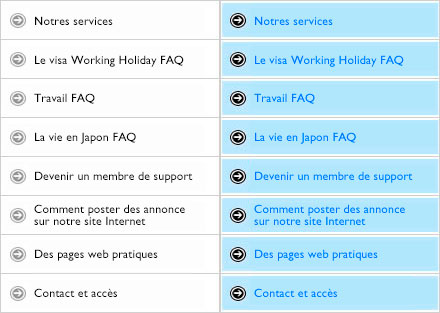 Notres services Notres services
Le visa Working Holiday FAQ Le visa Working Holiday FAQ
Travail FAQ Travail FAQ
La vie en Japon FAQ La vie en Japon FAQ
Devenir un membre de support Devenir un membre de support
Comment poster des annonce Comment poster des annonce
sur notre site Internet sur notre site Internet
Des pages web pratiques Des pages web pratiques
Contact et accès Contact et accès